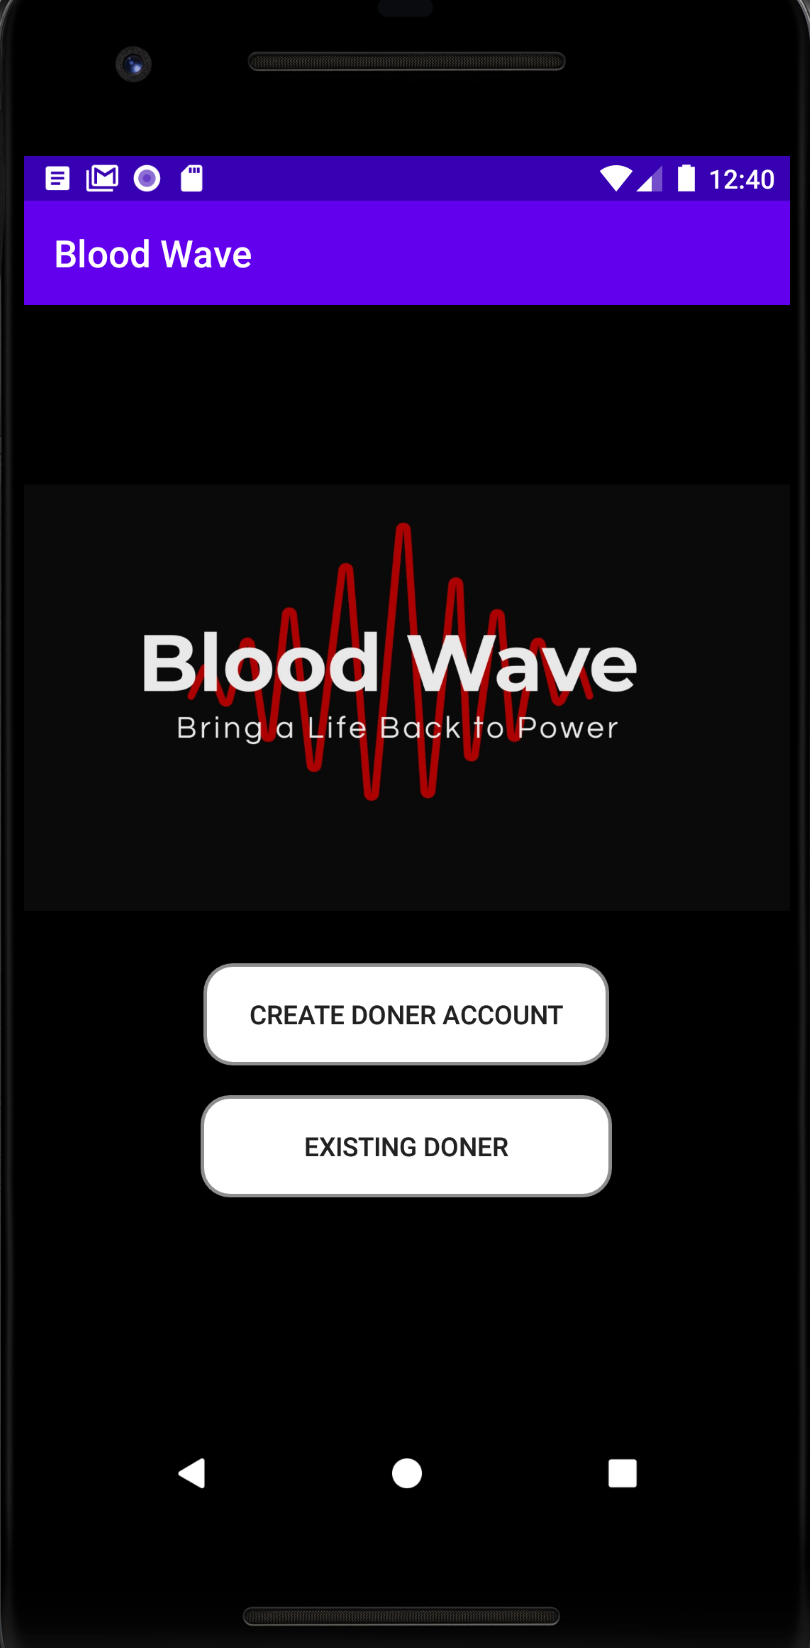 12:40
Blood Wave
Blood Wave
Bring a Life Back to Power
CREATE DONER ACCOUNT
EXISTING DONER